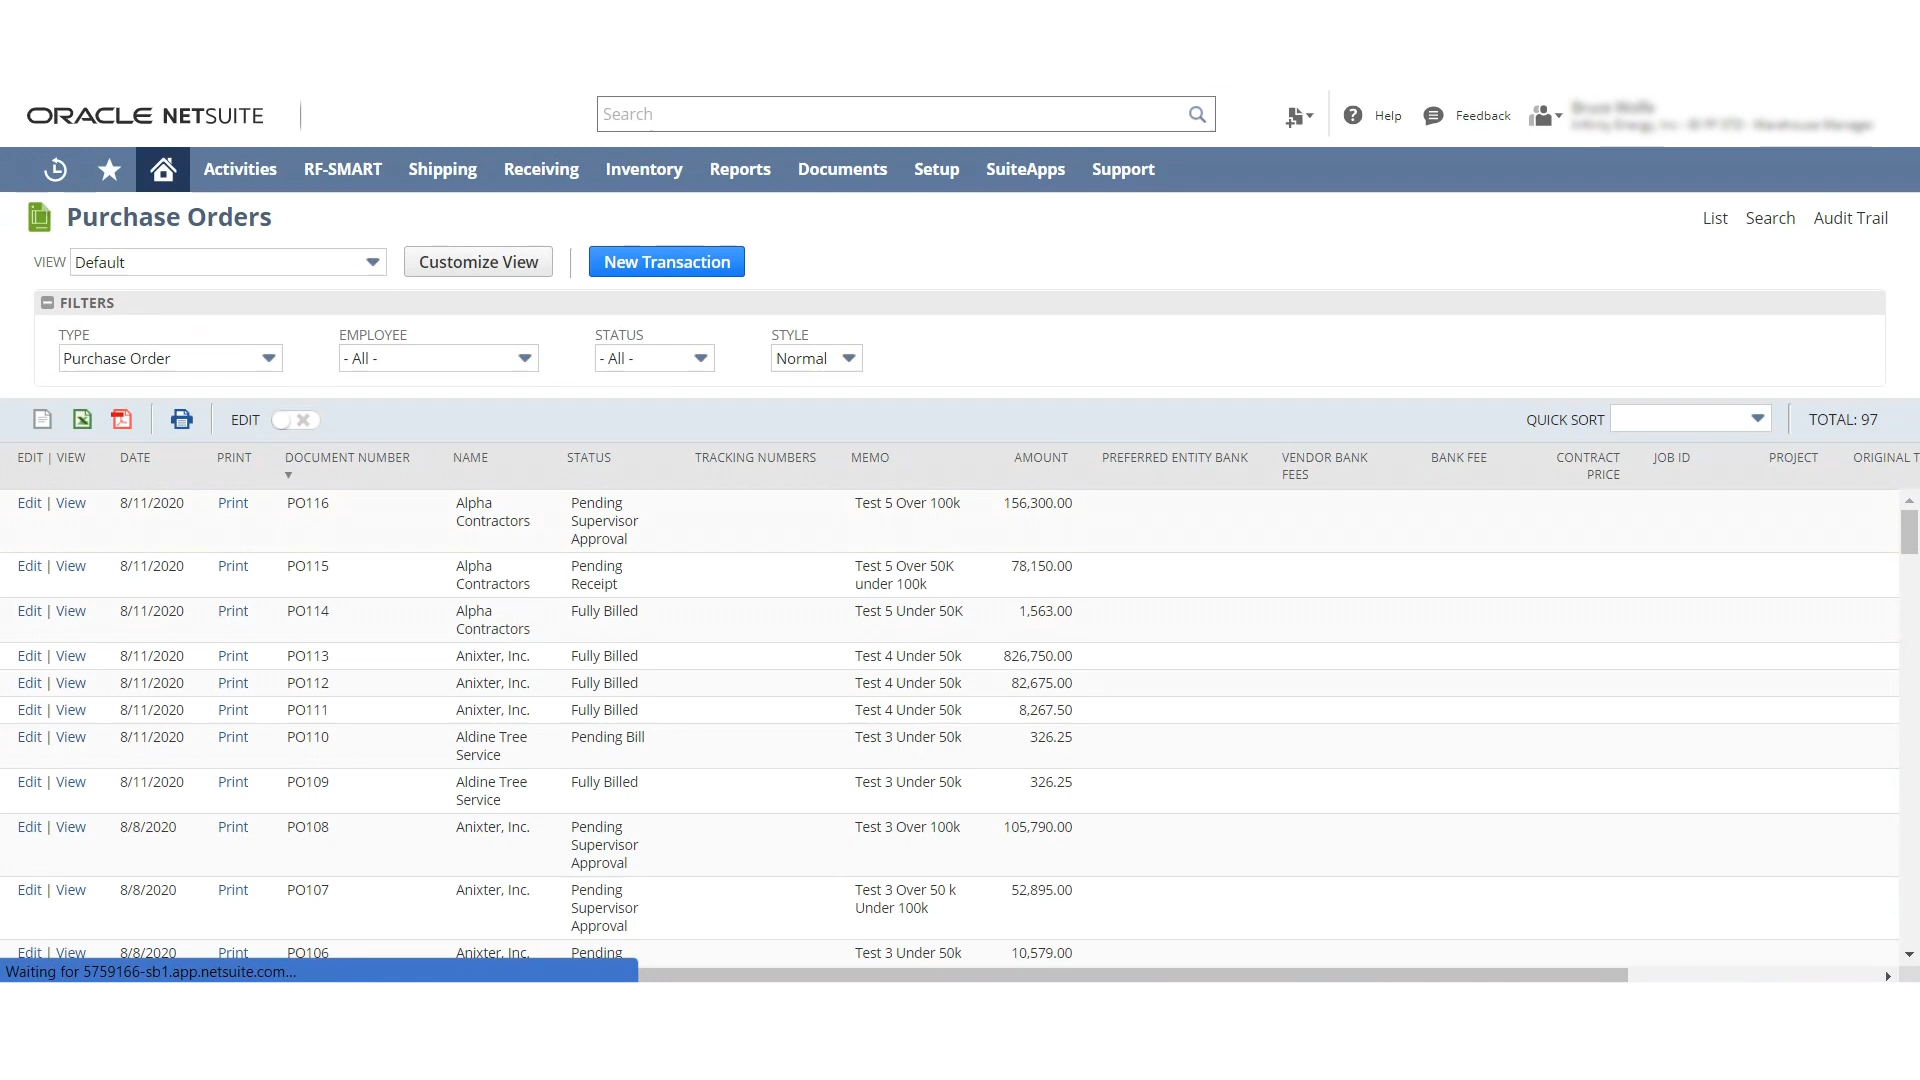 ORACLE NETSUITE
Search
Help
Feedback
Activities RF-SMART Shipping Receiving Inventory Reports Documents Setup SuiteApps Support
Purchase Orders
List Search Audit Trail
VIEW Default Customize View New Transaction
FILTERS
TYPE EMPLOYEE STATUS STYLE
Purchase Order - All - - All - Normal
EDIT QUICK SORT TOTAL: 97
EDIT | VIEW DATE PRINT DOCUMENT NUMBER NAME STATUS TRACKING NUMBERS MEMO AMOUNT PREFERRED ENTITY BANK VENDOR BANK BANK FEE CONTRACT JOB ID PROJECT ORIGINAL T
FEES PRICE
Edit | View 8/11/2020 Print PO116 Alpha Pending Test 5 Over 100k 156,300.00
Contractors Supervisor
Approval
Edit | View 8/11/2020 Print PO115 Alpha Pending Test 5 Over 50K 78,150.00
Contractors Receipt under 100k
Edit | View 8/11/2020 Print PO114 Alpha Fully Billed Test 5 Under 50K 1,563.00
Contractors
Edit | View 8/11/2020 Print PO113 Anixter, Inc. Fully Billed Test 4 Under 50k 826,750.00
Edit | View 8/11/2020 Print PO112 Anixter, Inc. Fully Billed Test 4 Under 50k 82,675.00
Edit | View 8/11/2020 Print PO111 Anixter, Inc. Fully Billed Test 4 Under 50k 8,267.50
Edit | View 8/11/2020 Print PO110 Aldine Tree Pending Bill Test 3 Under 50k 326.25
Service
Edit | View 8/11/2020 Print PO109 Aldine Tree Fully Billed Test 3 Under 50k 326.25
Service
Edit | View 8/8/2020 Print PO108 Anixter, Inc. Pending Test 3 Over 100k 105,790.00
Supervisor
Approval
Edit | View 8/8/2020 Print PO107 Anixter, Inc. Pending Test 3 Over 50 k 52,895.00
Supervisor Under 100k
Approval
Edit | View 8/8/2020 Print PO106 Anixter, Inc. Pending Test 3 Under 50k 10,579.00
Waiting for 5759166-sb1.app.netsuite.com...